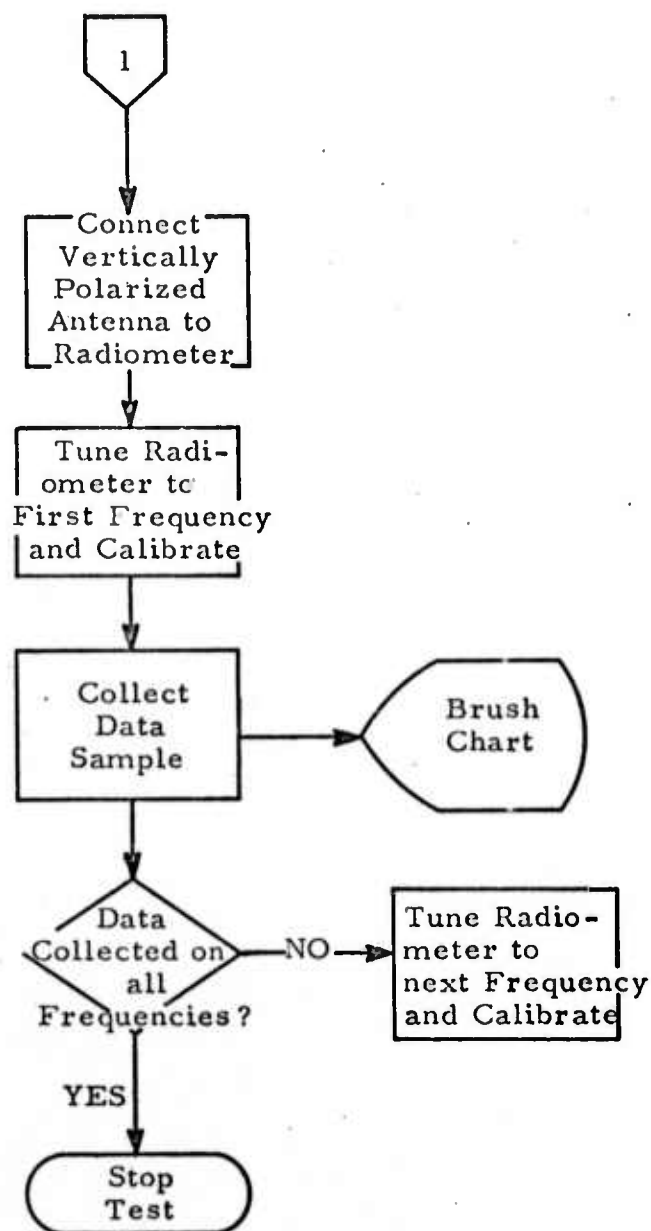 1
Connect
Vertically
Polarized
Antenna to
Radiometer
Tune Radi-
ometer to
First Frequency
and Calibrate
Collect
Data
Sample
Brush
Chart
Data
Collected on
all
Frequencies?
NO
Tune Radio-
meter to
next Frequency
and Calibrate
YES
Stop
Test